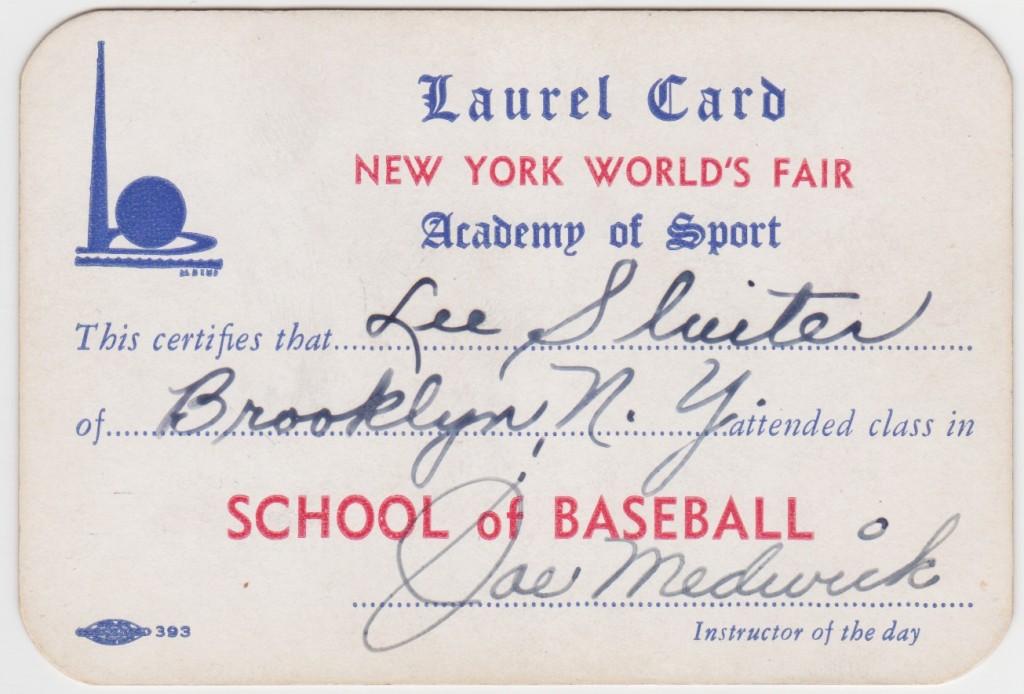 Laurel Card
NEW YORK WORLD'S FAIR
Academy of Sport
This certifies that Lee Sluiter
of Brooklyn, N. Y. attended class in
SCHOOL of BASEBALL
Joe Medwick
393 Instructor of the day